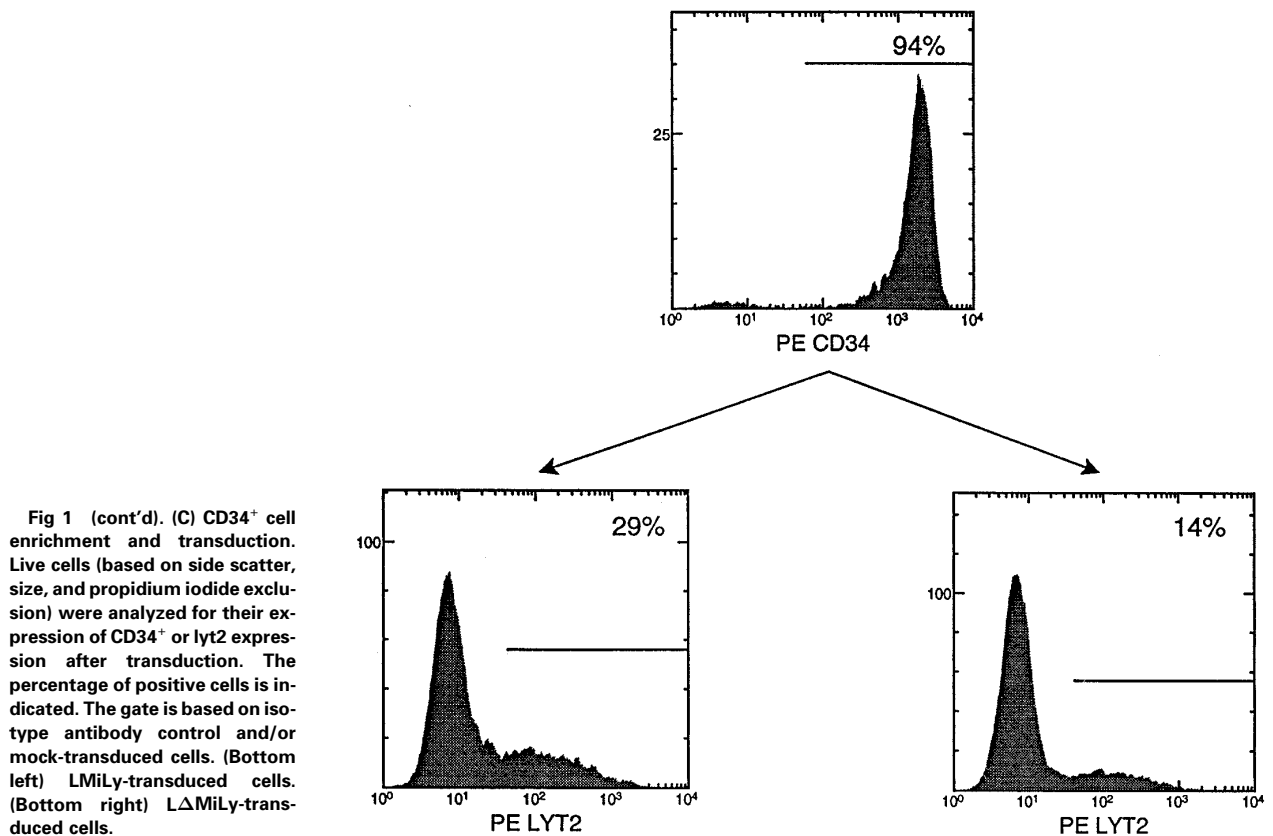 94%
25
10⁰ 10¹ 10² 10³ 10⁴
PE CD34
Fig 1 (cont'd). (C) CD34⁺ cell
enrichment and transduction.
Live cells (based on side scatter,
size, and propidium iodide exclu-
sion) were analyzed for their ex-
pression of CD34⁺ or lyt2 expres-
sion after transduction. The
percentage of positive cells is in-
dicated. The gate is based on iso-
type antibody control and/or
mock-transduced cells. (Bottom
left) LMiLy-transduced cells.
(Bottom right) LΔMiLy-trans-
duced cells.
29%
100
10⁰ 10¹ 10² 10³ 10⁴
PE LYT2
14%
100
10⁰ 10¹ 10² 10³ 10⁴
PE LYT2